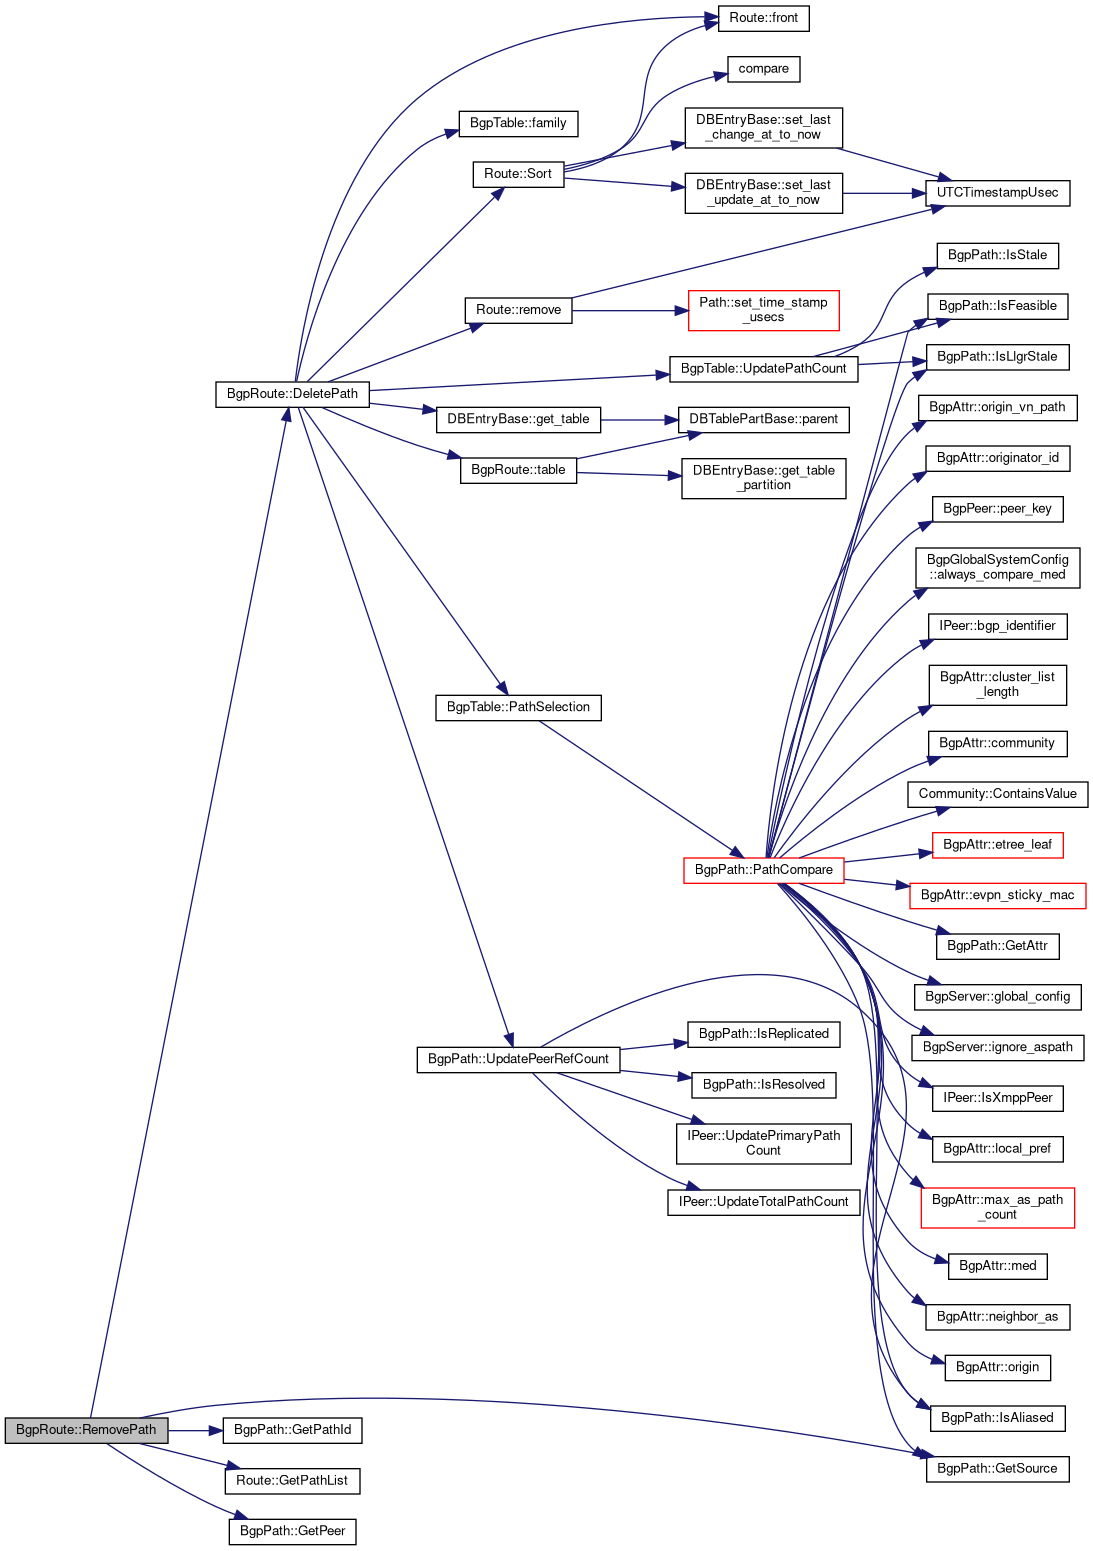 Route::front
compare
BgpTable::family
DBEntryBase::set_last
_change_at_to_now
Route::Sort
DBEntryBase::set_last
_update_at_to_now
UTCTimestampUsec
BgpPath::IsStale
Route::remove
Path::set_time_stamp
_usecs
BgpPath::IsFeasible
BgpTable::UpdatePathCount
BgpPath::IsLlgrStale
BgpRoute::DeletePath
DBEntryBase::get_table
DBTablePartBase::parent
BgpAttr::origin_vn_path
BgpRoute::table
DBEntryBase::get_table
_partition
BgpAttr::originator_id
BgpPeer::peer_key
BgpGlobalSystemConfig
::always_compare_med
IPeer::bgp_identifier
BgpAttr::cluster_list
_length
BgpTable::PathSelection
BgpAttr::community
Community::ContainsValue
BgpAttr::etree_leaf
BgpPath::PathCompare
BgpAttr::evpn_sticky_mac
BgpPath::GetAttr
BgpServer::global_config
BgpServer::ignore_aspath
BgpPath::IsReplicated
BgpPath::UpdatePeerRefCount
BgpPath::IsResolved
IPeer::IsXmppPeer
IPeer::UpdatePrimaryPath
Count
BgpAttr::local_pref
IPeer::UpdateTotalPathCount
BgpAttr::max_as_path
_count
BgpAttr::med
BgpAttr::neighbor_as
BgpAttr::origin
BgpPath::IsAliased
BgpRoute::RemovePath
BgpPath::GetPathId
BgpPath::GetSource
Route::GetPathList
BgpPath::GetPeer